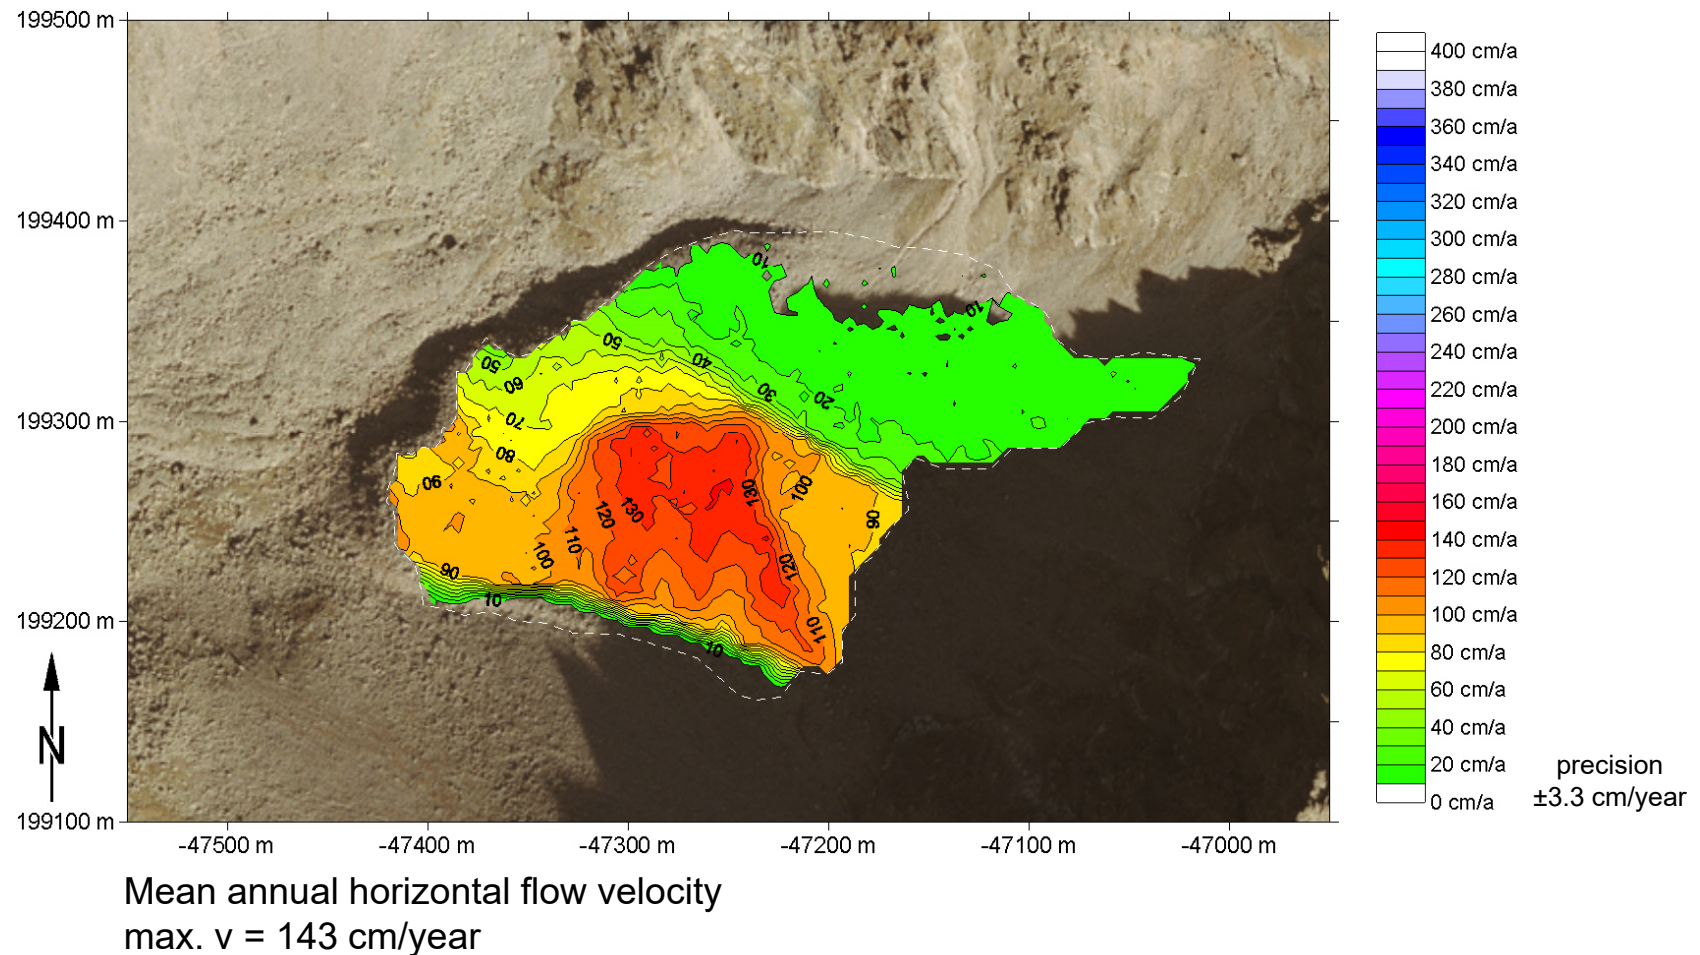 199500 m
199400 m
199300 m
199200 m
199100 m
-47500 m
-47400 m
-47300 m
-47200 m
-47100 m
-47000 m
N
10
10
50
40
50
60
30
20
70
80
90
100
130
120
130
90
110
100
120
90
10
110
10
400 cm/a
380 cm/a
360 cm/a
340 cm/a
320 cm/a
300 cm/a
280 cm/a
260 cm/a
240 cm/a
220 cm/a
200 cm/a
180 cm/a
160 cm/a
140 cm/a
120 cm/a
100 cm/a
80 cm/a
60 cm/a
40 cm/a
20 cm/a
0 cm/a
precision
±3.3 cm/year
Mean annual horizontal flow velocity
max. v = 143 cm/year